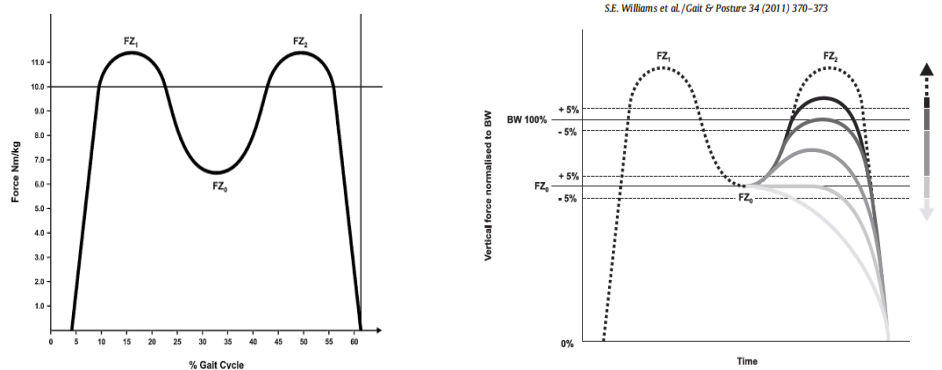 S.E. Williams et al./Gait & Posture 34 (2011) 370–373
FZ1
FZ2
11.0
10.0
9.0
8.0
7.0
6.0
5.0
4.0
3.0
2.0
1.0
Force Nm/kg
FZ0
0 5 10 15 20 25 30 35 40 45 50 55 60
% Gait Cycle
FZ1
FZ2
+ 5%
BW 100%
- 5%
+ 5%
FZ0
- 5%
FZ0
Vertical force normalised to BW
0%
Time